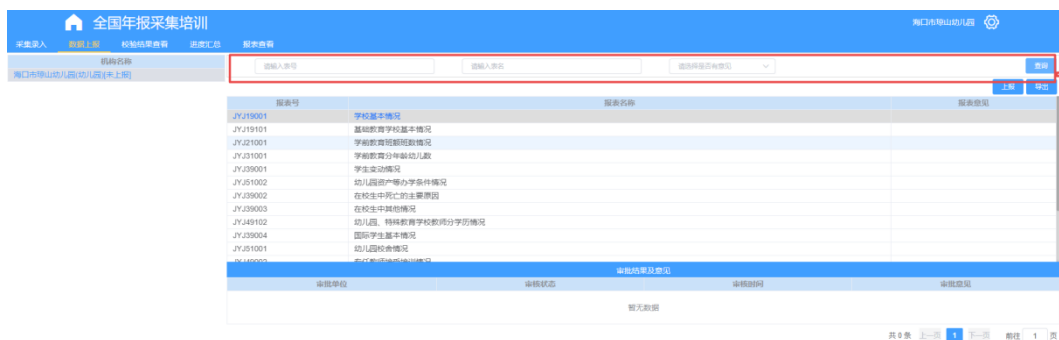 全国年报采集培训 海口市琼山幼儿园
采集录入 数据上报 校验结果查看 进度汇总 报表查看
机构名称
海口市琼山幼儿园(幼儿园)[未上报]
请输入表号 请输入表名 请选择是否有意见 查询
上报 导出
报表号 报表名称 报表意见
JYJ19001 学校基本情况
JYJ19101 基础教育学校基本情况
JYJ21001 学前教育班额班数情况
JYJ31001 学前教育分年龄幼儿数
JYJ39001 学生变动情况
JYJ51002 幼儿园资产等办学条件情况
JYJ39002 在校生中死亡的主要原因
JYJ39003 在校生中其他情况
JYJ49102 幼儿园、特殊教育学校教师分学历情况
JYJ39004 国际学生基本情况
JYJ51001 幼儿园校舍情况
审批结果及意见
审批单位 审核状态 审核时间 审批意见
暂无数据
共 0 条 上一页 1 下一页 前往 1 页